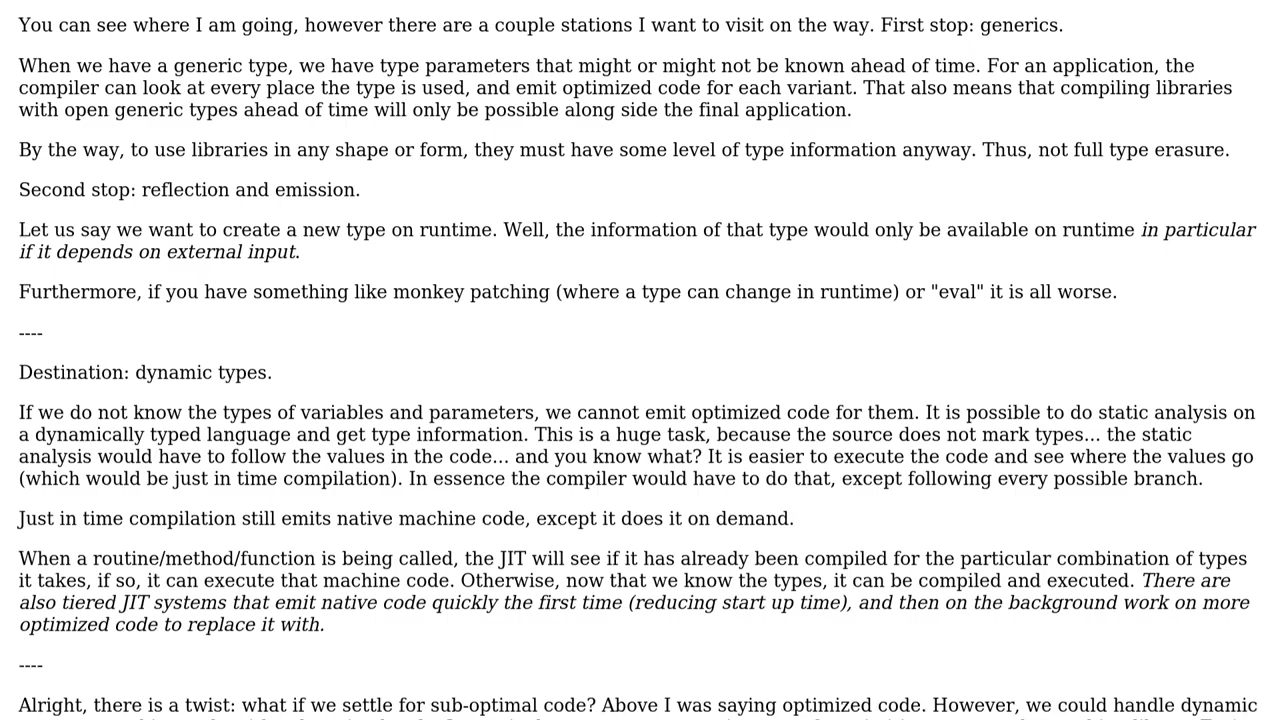 You can see where I am going, however there are a couple stations I want to visit on the way. First stop: generics.
When we have a generic type, we have type parameters that might or might not be known ahead of time. For an application, the
compiler can look at every place the type is used, and emit optimized code for each variant. That also means that compiling libraries
with open generic types ahead of time will only be possible along side the final application.
By the way, to use libraries in any shape or form, they must have some level of type information anyway. Thus, not full type erasure.
Second stop: reflection and emission.
Let us say we want to create a new type on runtime. Well, the information of that type would only be available on runtime in particular
if it depends on external input.
Furthermore, if you have something like monkey patching (where a type can change in runtime) or "eval" it is all worse.
----
Destination: dynamic types.
If we do not know the types of variables and parameters, we cannot emit optimized code for them. It is possible to do static analysis on
a dynamically typed language and get type information. This is a huge task, because the source does not mark types... the static
analysis would have to follow the values in the code... and you know what? It is easier to execute the code and see where the values go
(which would be just in time compilation). In essence the compiler would have to do that, except following every possible branch.
Just in time compilation still emits native machine code, except it does it on demand.
When a routine/method/function is being called, the JIT will see if it has already been compiled for the particular combination of types
it takes, if so, it can execute that machine code. Otherwise, now that we know the types, it can be compiled and executed. There are
also tiered JIT systems that emit native code quickly the first time (reducing start up time), and then on the background work on more
optimized code to replace it with.
----
Alright, there is a twist: what if we settle for sub-optimal code? Above I was saying optimized code. However, we could handle dynamic